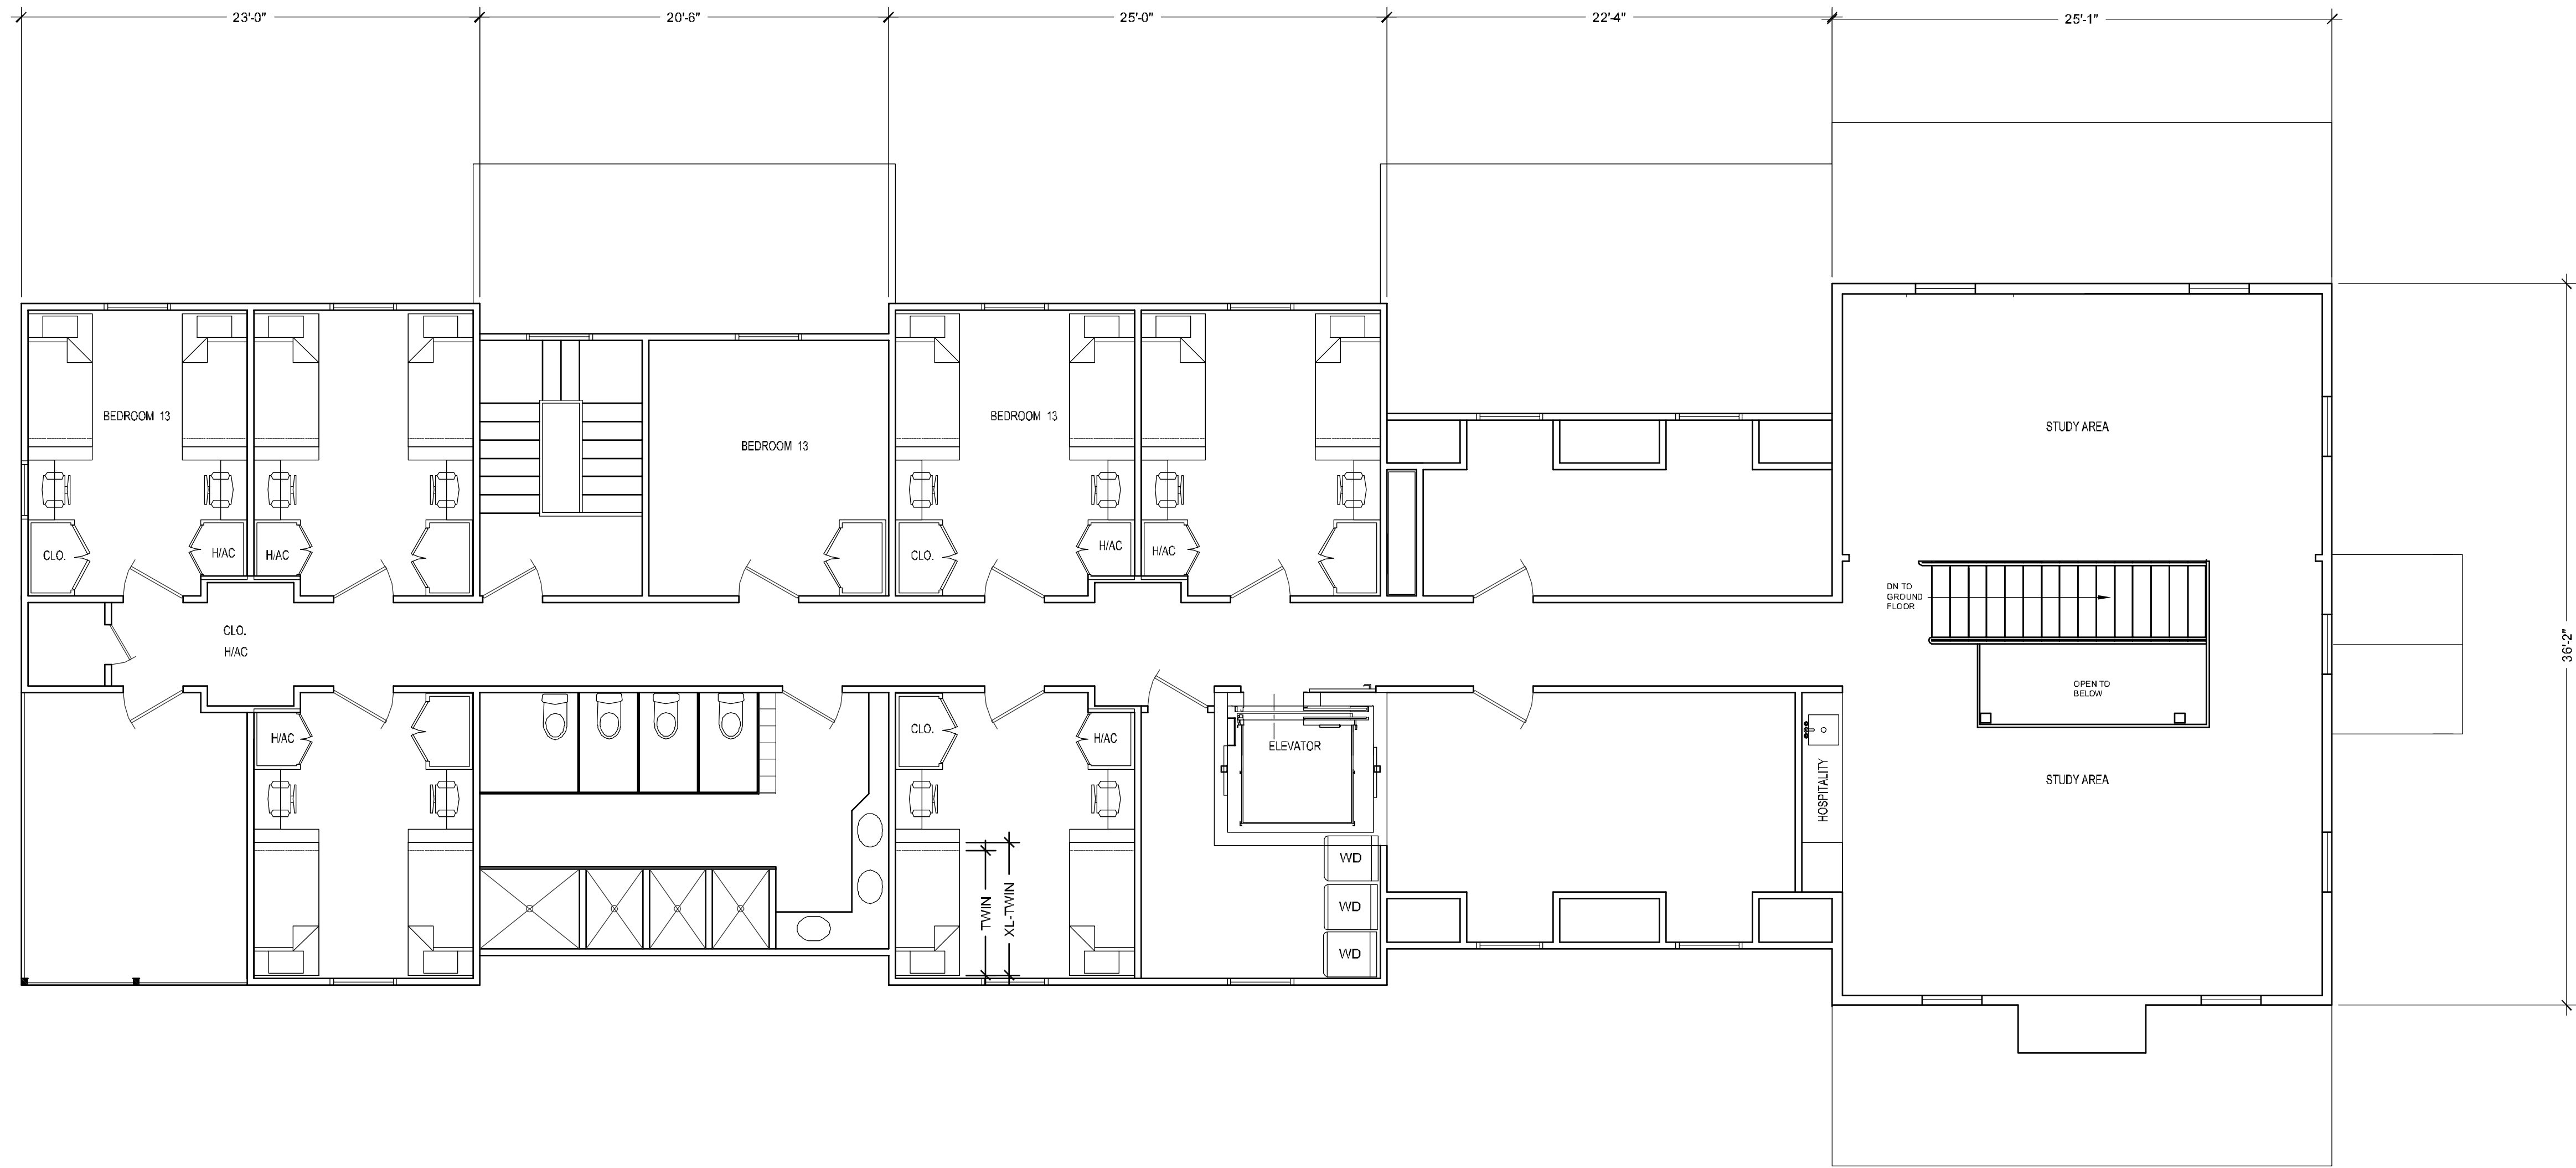 23'-0"
20'-6"
25'-0"
22'-4"
25'-1"
BEDROOM 13
BEDROOM 13
BEDROOM 13
STUDY AREA
CLO.
H/AC
H/AC
CLO.
H/AC
H/AC
DN TO
GROUND
FLOOR
CLO.
H/AC
36'-2"
OPEN TO
BELOW
H/AC
CLO.
H/AC
ELEVATOR
STUDY AREA
HOSPITALITY
TWIN
XL-TWIN
WD
WD
WD